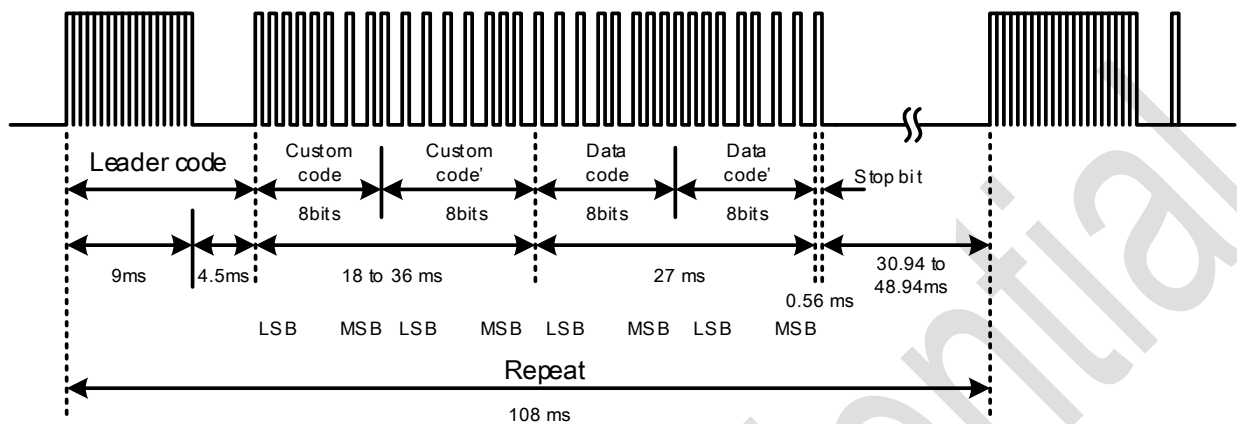 Leader code
Custom code
Custom code'
Data code
Data code'
Stop bit
8bits
8bits
8bits
8bits
9ms
4.5ms
18 to 36 ms
27 ms
0.56 ms
30.94 to
48.94ms
LSB MSB LSB MSB LSB MSB LSB MSB
Repeat
108 ms
ential